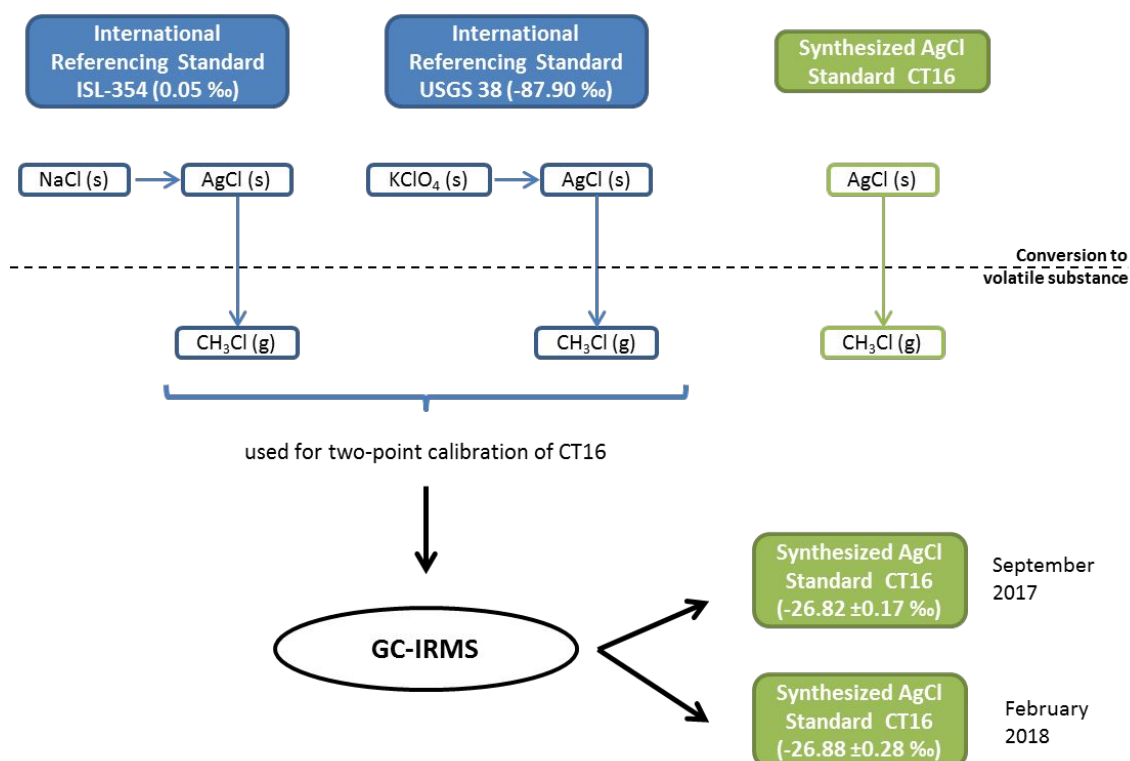 International
Referencing Standard
ISL-354 (0.05 ‰)
International
Referencing Standard
USGS 38 (-87.90 ‰)
Synthesized AgCl
Standard CT16
NaCl (s)
AgCl (s)
KClO₄ (s)
AgCl (s)
AgCl (s)
Conversion to
volatile substance
CH₃Cl (g)
CH₃Cl (g)
CH₃Cl (g)
used for two-point calibration of CT16
GC-IRMS
Synthesized AgCl
Standard CT16
(-26.82 ±0.17 ‰)
September
2017
Synthesized AgCl
Standard CT16
(-26.88 ±0.28 ‰)
February
2018